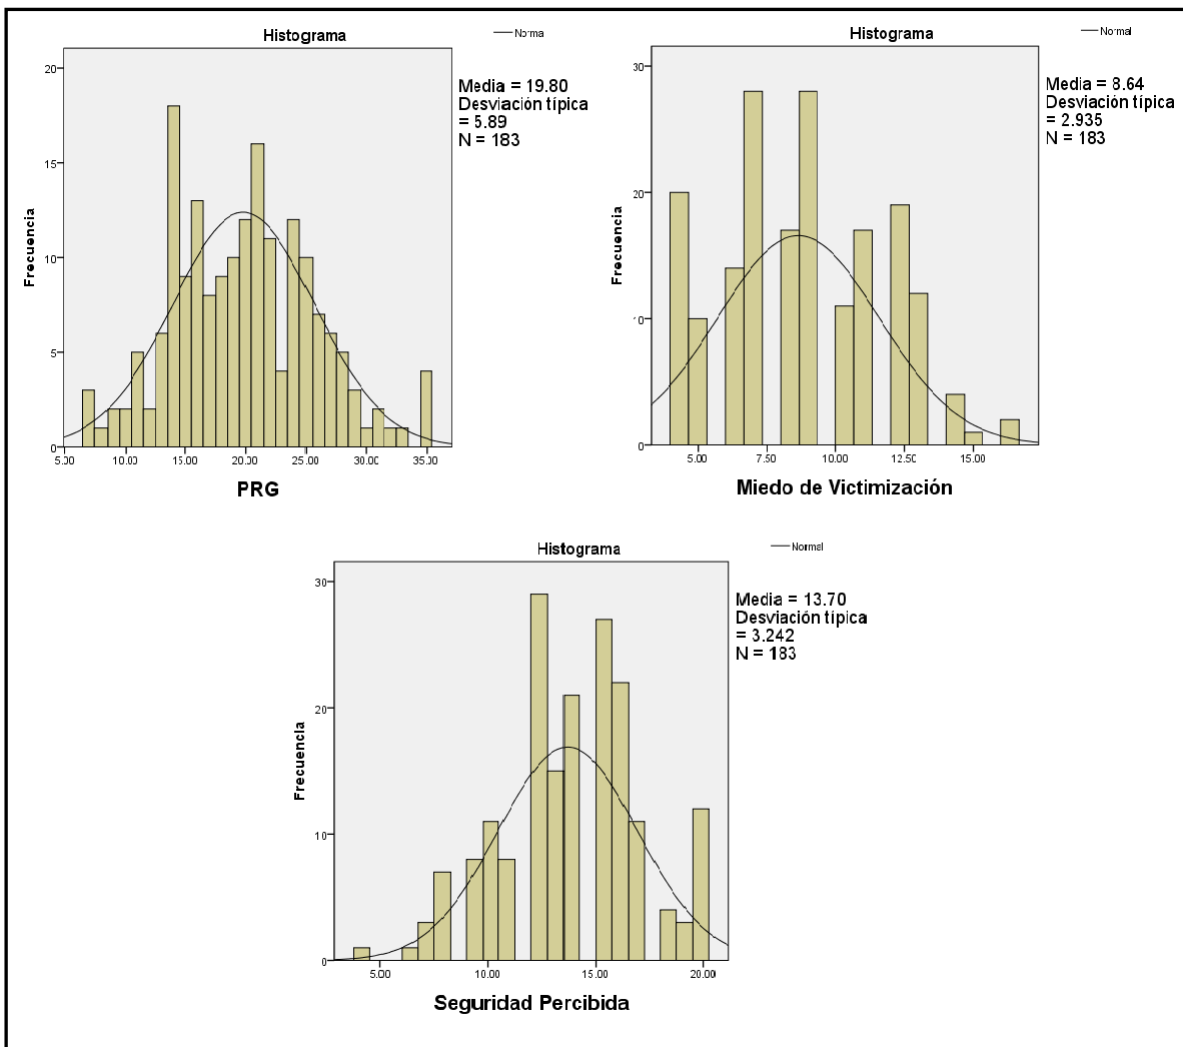 Histograma
Normal
20
15
10
5
0
Frecuencia
5.00 10.00 15.00 20.00 25.00 30.00 35.00
PRG
Media = 19.80
Desviación típica
= 5.89
N = 183
Histograma
Normal
30
20
10
0
Frecuencia
5.00 7.50 10.00 12.50 15.00
Miedo de Victimización
Media = 8.64
Desviación típica
= 2.935
N = 183
Histograma
Normal
30
20
10
0
Frecuencia
5.00 10.00 15.00 20.00
Seguridad Percibida
Media = 13.70
Desviación típica
= 3.242
N = 183